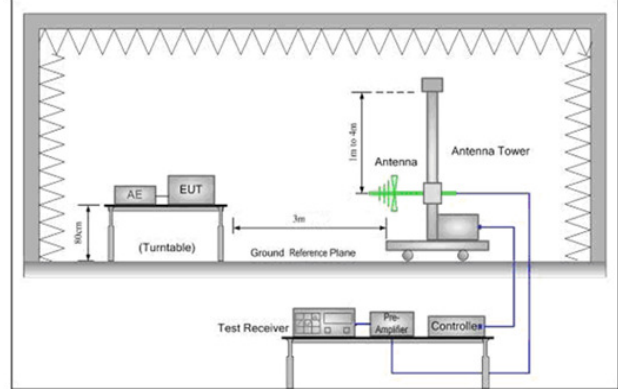 1m to 4m
Antenna
Antenna Tower
AE
EUT
80cm
(Turntable)
3m
Ground Reference Plane
Test Receiver
Pre-
Amplifier
Controller